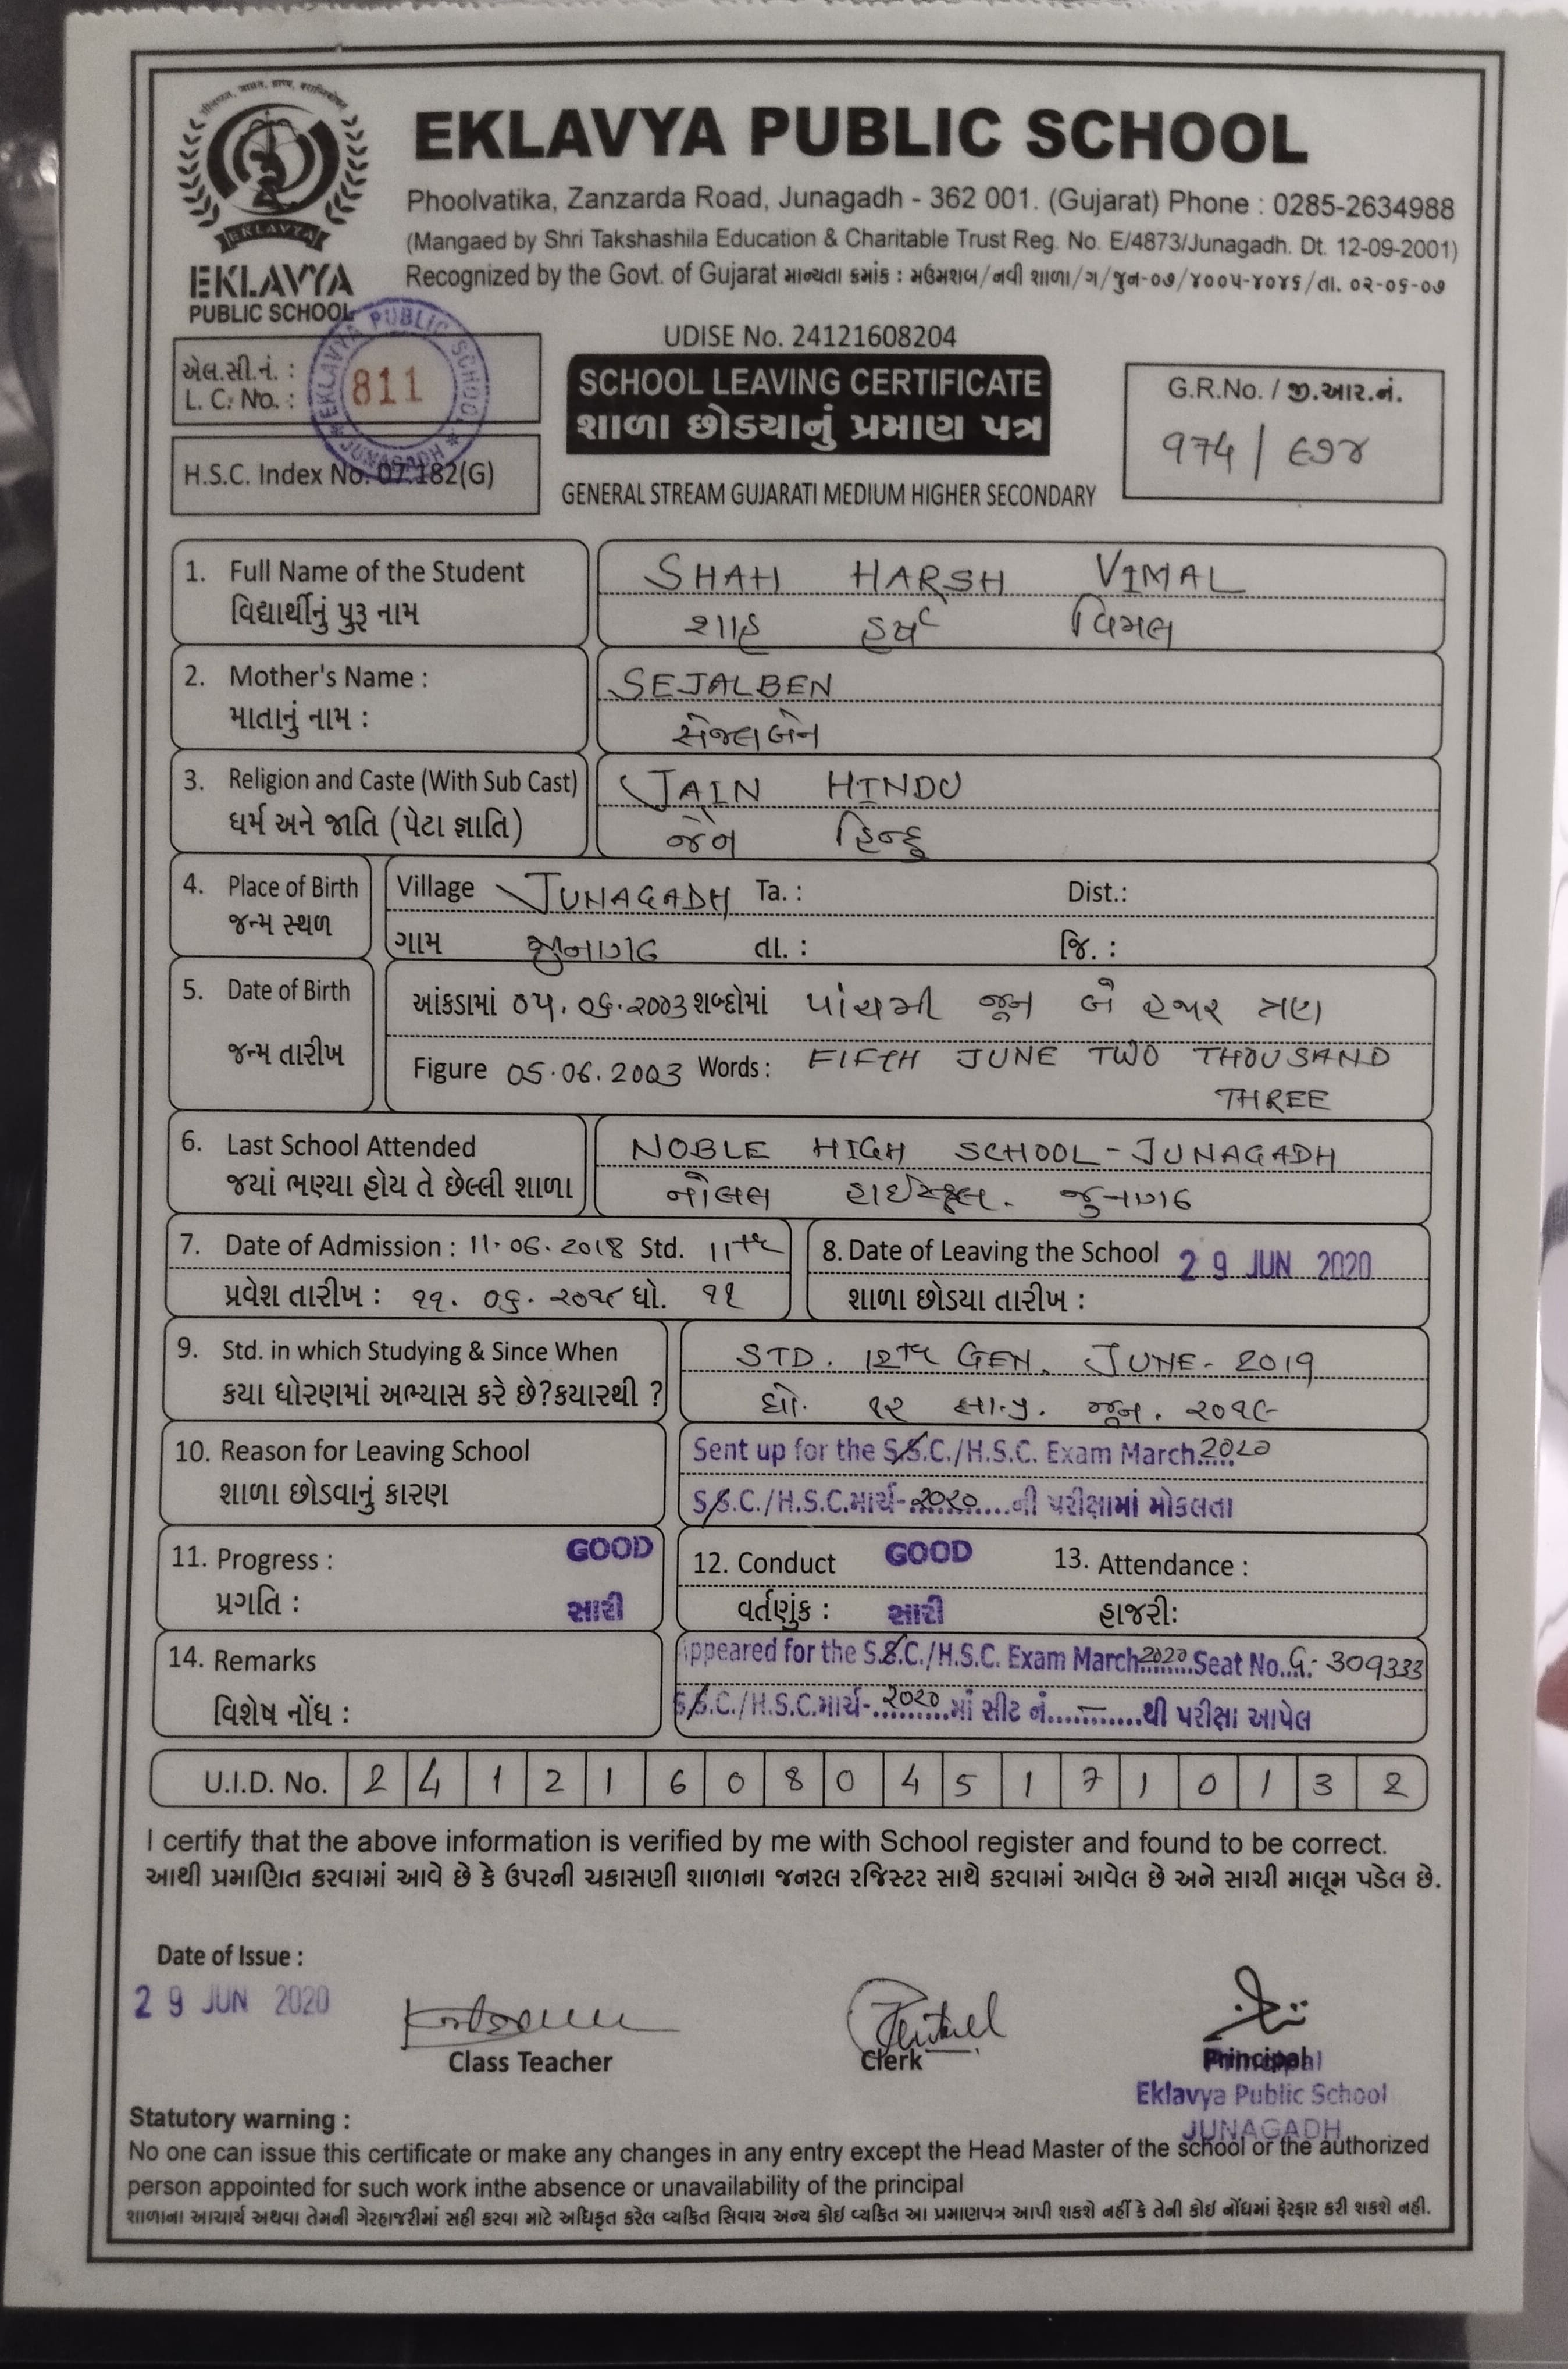 EKLAVYA PUBLIC SCHOOL
Phoolvatika, Zanzarda Road, Junagadh - 362 001. (Gujarat) Phone : 0285-2634988
(Mangaed by Shri Takshashila Education & Charitable Trust Reg. No. E/4873/Junagadh. Dt. 12-09-2001)
Recognized by the Govt. of Gujarat માન્યતા ક્રમાંક : મઉમશબ/નવી શાળા/ગ/જુન-૦૭/૪૦૦૫-૪૦૪૬/તા. ૦૨-૦૬-૦૭
EKLAVYA
EKLAVYA
PUBLIC SCHOOL
UDISE No. 24121608204
એલ.સી.નં. :
L. C. No. : 811
EKLAVYA PUBLIC SCHOOL * JUNAGADH *
SCHOOL LEAVING CERTIFICATE
શાળા છોડયાનું પ્રમાણ પત્ર
G.R.No. / જી.આર.નં.
974 / ૯૭૪
H.S.C. Index No. 07.182(G)
GENERAL STREAM GUJARATI MEDIUM HIGHER SECONDARY
1. Full Name of the Student SHAH HARSH VIMAL
વિદ્યાર્થીનું પુરૂ નામ શાહ હર્ષ વિમલ
2. Mother's Name : SEJALBEN
માતાનું નામ : સેજલબેન
3. Religion and Caste (With Sub Cast) JAIN HINDU
ધર્મ અને જાતિ (પેટા જ્ઞાતિ) જૈન હિન્દુ
4. Place of Birth Village JUNAGADH Ta. : Dist.:
જન્મ સ્થળ ગામ જુનાગઢ તા. : જિ. :
5. Date of Birth આંકડામાં ૦૫.૦૬.૨૦૦૩ શબ્દોમાં પાંચમી જૂન બે હજાર ત્રણ
જન્મ તારીખ Figure 05.06.2003 Words : FIFTH JUNE TWO THOUSAND
THREE
6. Last School Attended NOBLE HIGH SCHOOL-JUNAGADH
જયાં ભણ્યા હોય તે છેલ્લી શાળા નોબલ હાઈસ્કૂલ. જુનાગઢ
7. Date of Admission : 11.06.2018 Std. 11th 8. Date of Leaving the School 29 JUN 2020
પ્રવેશ તારીખ : ૧૧. ૦૬. ૨૦૧૮ ધો. ૧૧ શાળા છોડયા તારીખ :
9. Std. in which Studying & Since When STD. 12th GEN. JUNE- 2019
કયા ધોરણમાં અભ્યાસ કરે છે?કયારથી ? ધો. ૧૨ સા.પ્ર. જૂન. ૨૦૧૯
10. Reason for Leaving School Sent up for the S.S.C./H.S.C. Exam March.....2020
શાળા છોડવાનું કારણ S.S.C./H.S.C.માર્ચ-..2020....ની પરીક્ષામાં મોકલતા
11. Progress : GOOD 12. Conduct GOOD 13. Attendance :
પ્રગતિ : સારી વર્તણુંક : સારી હાજરી:
14. Remarks Appeared for the S.S.C./H.S.C. Exam March.2020.Seat No. G- 309333
વિશેષ નોંધ : S.S.C./H.S.C.માર્ચ-..2020..માં સીટ નં....–....થી પરીક્ષા આપેલ
U.I.D. No. 2 4 1 2 1 6 0 8 0 4 5 1 7 1 0 1 3 2
I certify that the above information is verified by me with School register and found to be correct.
આથી પ્રમાણિત કરવામાં આવે છે કે ઉપરની ચકાસણી શાળાના જનરલ રજિસ્ટર સાથે કરવામાં આવેલ છે અને સાચી માલૂમ પડેલ છે.
Date of Issue :
29 JUN 2020
Class Teacher Clerk Principal
Principal
Eklavya Public School
JUNAGADH
Statutory warning :
No one can issue this certificate or make any changes in any entry except the Head Master of the school or the authorized
person appointed for such work inthe absence or unavailability of the principal
શાળાના આચાર્ય અથવા તેમની ગેરહાજરીમાં સહી કરવા માટે અધિકૃત કરેલ વ્યકિત સિવાય અન્ય કોઈ વ્યકિત આ પ્રમાણપત્ર આપી શકશે નહીં કે તેની કોઈ નોંધમાં ફેરફાર કરી શકશે નહી.